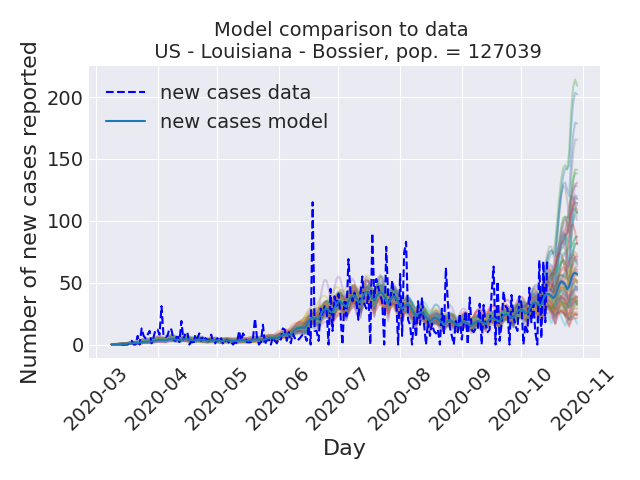 Model comparison to data
US - Louisiana - Bossier, pop. = 127039
Number of new cases reported
200
150
100
50
0
new cases data
new cases model
2020-03
2020-04
2020-05
2020-06
2020-07
2020-08
2020-09
2020-10
2020-11
Day